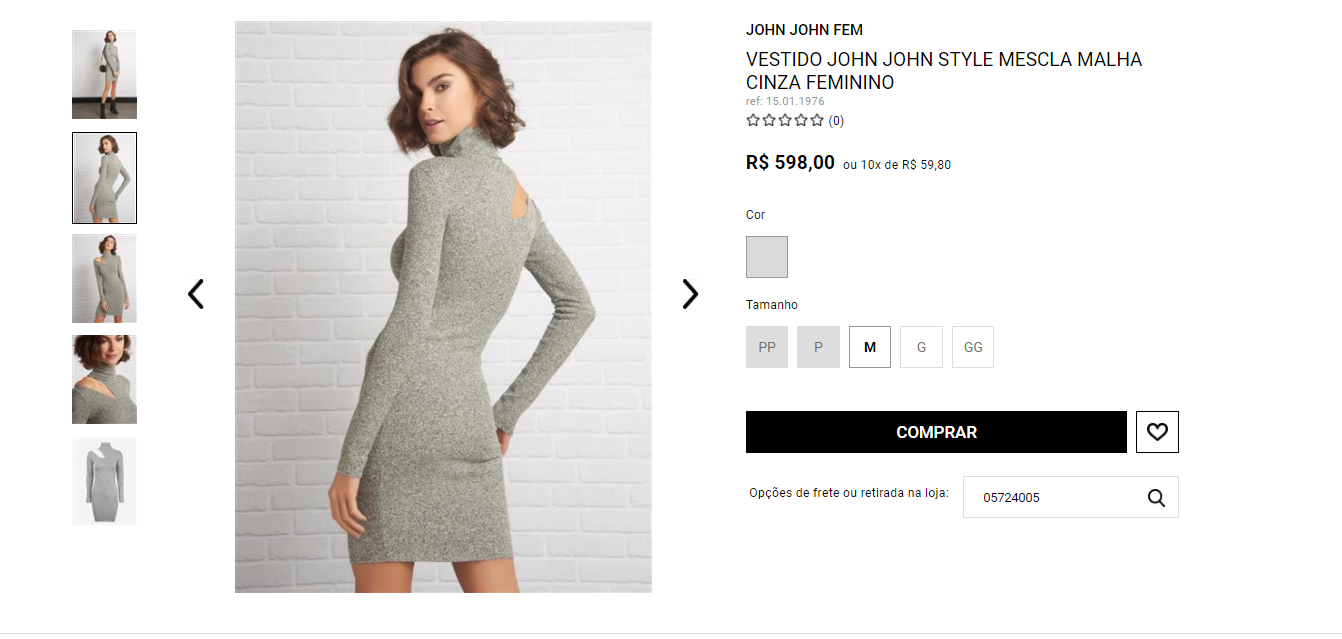 JOHN JOHN FEM
VESTIDO JOHN JOHN STYLE MESCLA MALHA
CINZA FEMININO
ref: 15.01.1976
(0)
R$ 598,00 ou 10x de R$ 59,80
Cor
Tamanho
PP P M G GG
COMPRAR
Opções de frete ou retirada na loja: 05724005